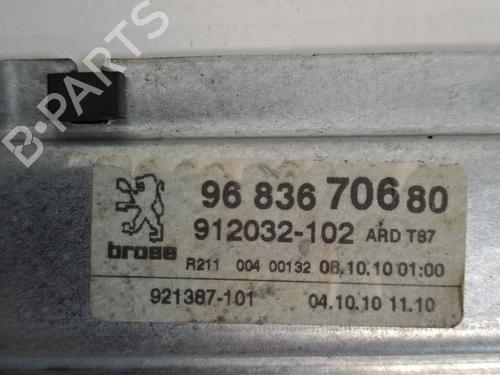 B-PARTS
96 836 706 80
912032-102 ARD T87
brose
R211 004 00132 08.10.10 01:00
921387-101 04.10.10 11.10